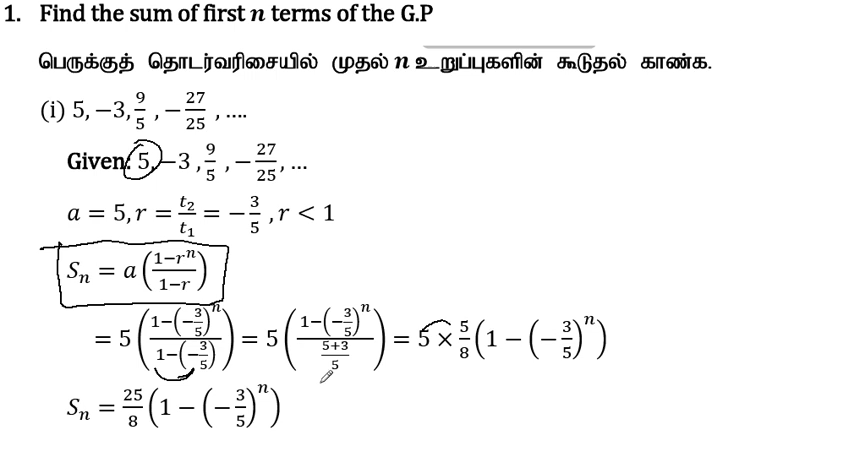 1. Find the sum of first n terms of the G.P
பெருக்குத் தொடர்வரிசையில் முதல் n உறுப்புகளின் கூடுதல் காண்க.
(i) 5, −3, 9/5 , − 27/25 , ....
Given: 5, −3 , 9/5 , − 27/25 , ...
a = 5, r = t₂/t₁ = − 3/5 , r < 1
Sₙ = a ((1−rⁿ)/(1−r))
= 5 ((1−(−3/5)ⁿ)/(1−(−3/5))) = 5 ((1−(−3/5)ⁿ)/((5+3)/5)) = 5 × 5/8 (1 − (−3/5)ⁿ)
Sₙ = 25/8 (1 − (−3/5)ⁿ)